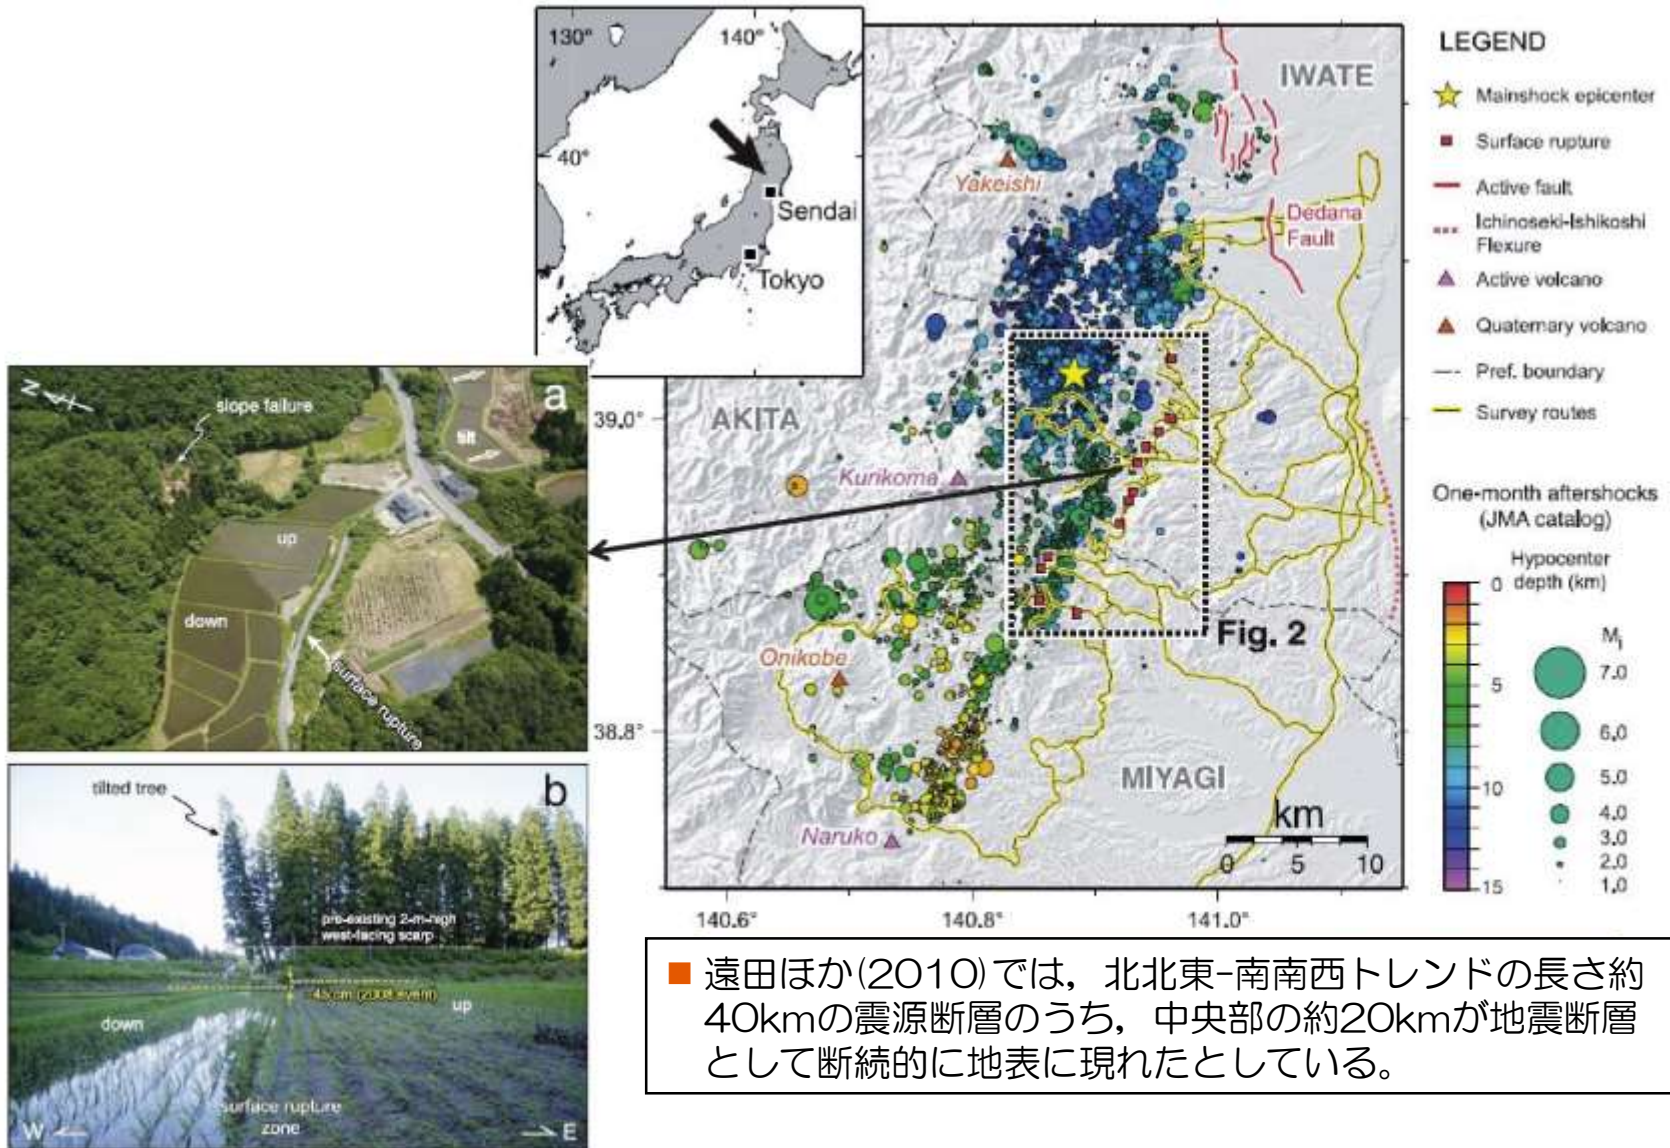 130°
140°
40°
Sendai
Tokyo
IWATE
Yakeishi
Dedana
Fault
AKITA
Kurikoma
Onikobe
Fig. 2
MIYAGI
Naruko
km
0 5 10
39.0°
38.8°
140.6° 140.8° 141.0°
LEGEND
Mainshock epicenter
Surface rupture
Active fault
Ichinoseki-Ishikoshi
Flexure
Active volcano
Quaternary volcano
Pref. boundary
Survey routes
One-month aftershocks
(JMA catalog)
Hypocenter
depth (km)
0
5
10
15
Mj
7.0
6.0
5.0
4.0
3.0
2.0
1.0
a
N
slope failure
tilt
up
down
surface rupture
b
tilted tree
pre-existing 2-m-high
west-facing scarp
45cm (2008 event)
up
down
surface rupture
zone
W
E
■ 遠田ほか(2010)では，北北東-南南西トレンドの長さ約
40kmの震源断層のうち，中央部の約20kmが地震断層
として断続的に地表に現れたとしている。